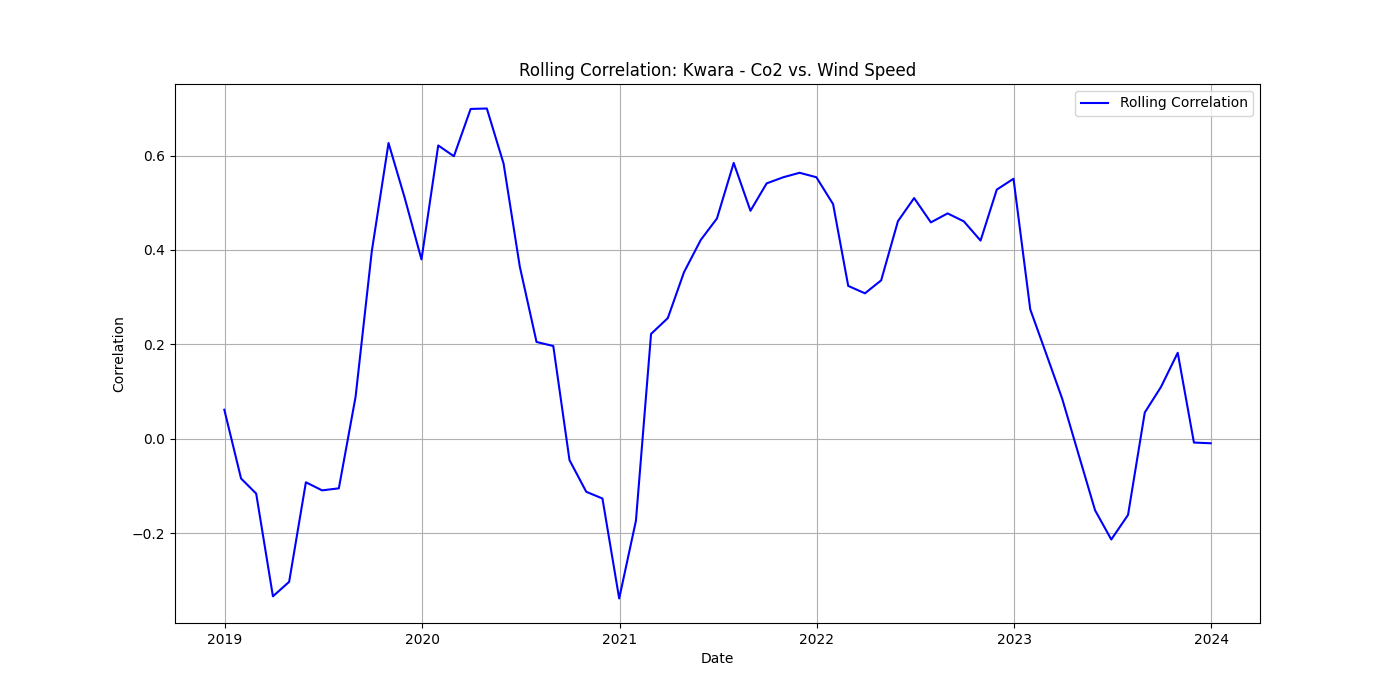 Rolling Correlation: Kwara - Co2 vs. Wind Speed
Rolling Correlation
0.6
0.4
0.2
0.0
−0.2
Correlation
2019 2020 2021 2022 2023 2024
Date